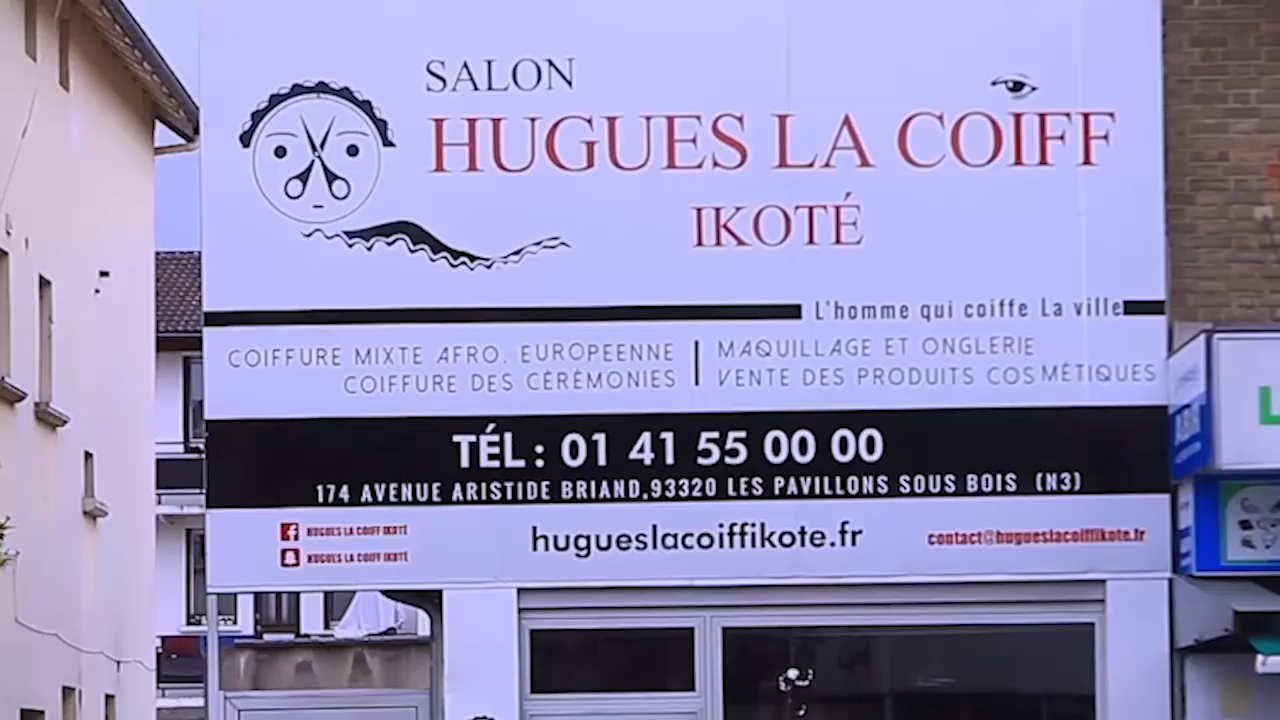 SALON
HUGUES LA COIFF
IKOTÉ
L'homme qui coiffe La ville
COIFFURE MIXTE AFRO. EUROPEENNE
COIFFURE DES CÉRÉMONIES
MAQUILLAGE ET ONGLERIE
VENTE DES PRODUITS COSMÉTIQUES
TÉL : 01 41 55 00 00
174 AVENUE ARISTIDE BRIAND,93320 LES PAVILLONS SOUS BOIS (N3)
HUGUES LA COIFF IKOTÉ
HUGUES LA COIFF IKOTÉ
hugueslacoiffikote.fr
contact@hugueslacoiffikote.fr